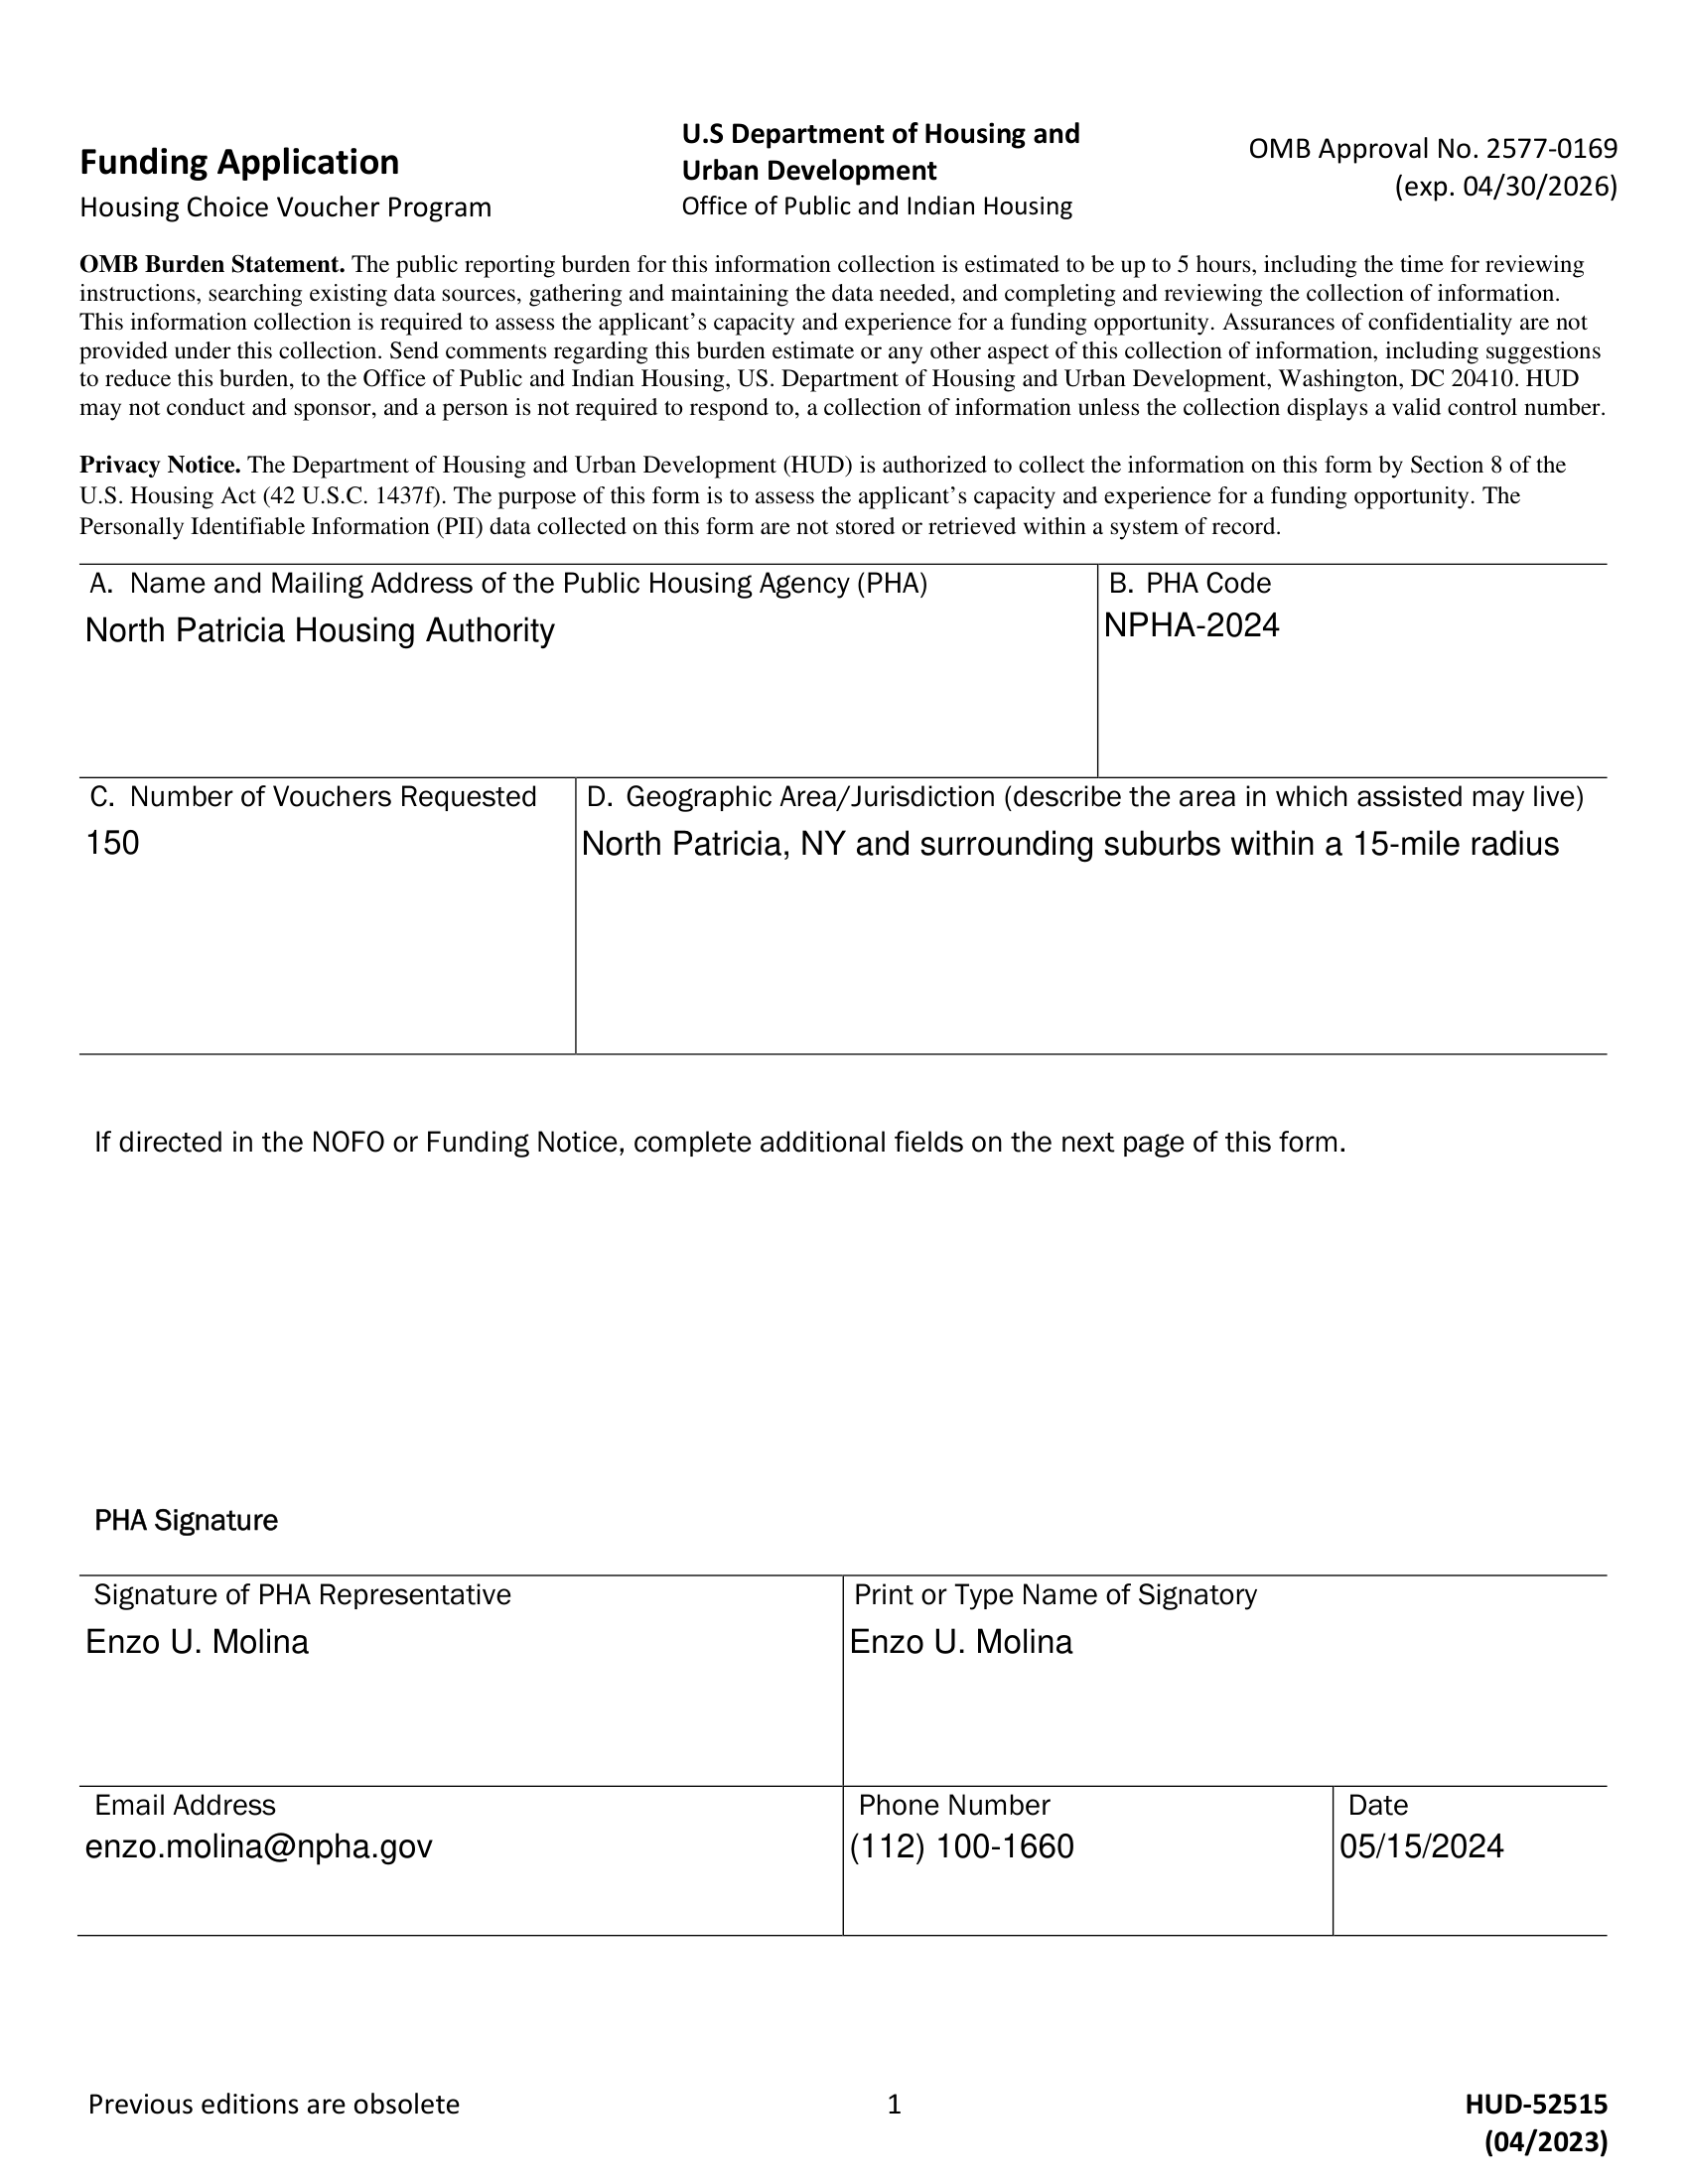 Funding Application
Housing Choice Voucher Program
U.S Department of Housing and
Urban Development
Office of Public and Indian Housing
OMB Approval No. 2577-0169
(exp. 04/30/2026)
OMB Burden Statement. The public reporting burden for this information collection is estimated to be up to 5 hours, including the time for reviewing
instructions, searching existing data sources, gathering and maintaining the data needed, and completing and reviewing the collection of information.
This information collection is required to assess the applicant’s capacity and experience for a funding opportunity. Assurances of confidentiality are not
provided under this collection. Send comments regarding this burden estimate or any other aspect of this collection of information, including suggestions
to reduce this burden, to the Office of Public and Indian Housing, US. Department of Housing and Urban Development, Washington, DC 20410. HUD
may not conduct and sponsor, and a person is not required to respond to, a collection of information unless the collection displays a valid control number.
Privacy Notice. The Department of Housing and Urban Development (HUD) is authorized to collect the information on this form by Section 8 of the
U.S. Housing Act (42 U.S.C. 1437f). The purpose of this form is to assess the applicant’s capacity and experience for a funding opportunity. The
Personally Identifiable Information (PII) data collected on this form are not stored or retrieved within a system of record.
A. Name and Mailing Address of the Public Housing Agency (PHA)
North Patricia Housing Authority
B. PHA Code
NPHA-2024
C. Number of Vouchers Requested
150
D. Geographic Area/Jurisdiction (describe the area in which assisted may live)
North Patricia, NY and surrounding suburbs within a 15-mile radius
If directed in the NOFO or Funding Notice, complete additional fields on the next page of this form.
PHA Signature
Signature of PHA Representative
Enzo U. Molina
Print or Type Name of Signatory
Enzo U. Molina
Email Address
enzo.molina@npha.gov
Phone Number
(112) 100-1660
Date
05/15/2024
Previous editions are obsolete
1
HUD-52515
(04/2023)